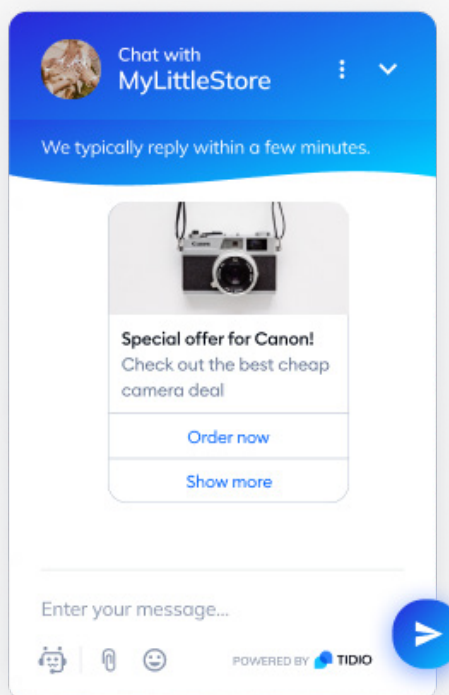 Chat with
MyLittleStore
We typically reply within a few minutes.
Canon
Special offer for Canon!
Check out the best cheap
camera deal
Order now
Show more
Enter your message...
POWERED BY TIDIO